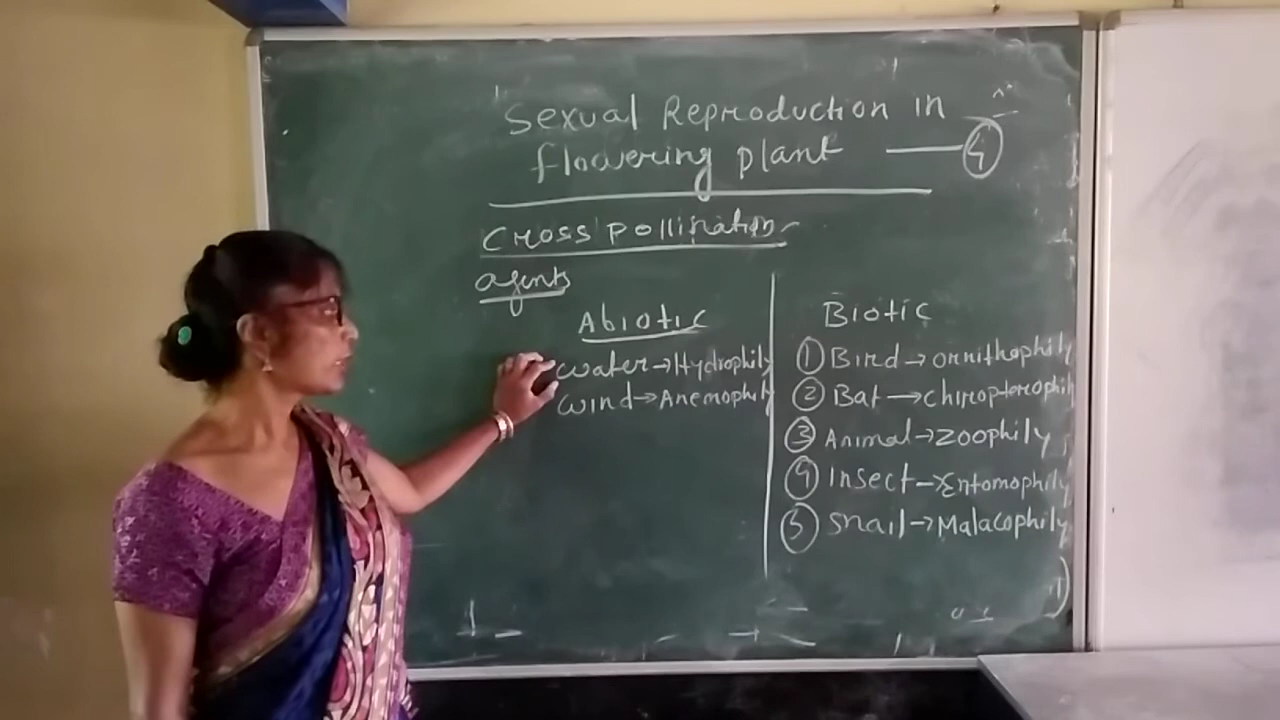 Sexual Reproduction in
flowering plant — 4
Cross pollination
agents
Abiotic
water→Hydrophily
wind→Anemophily
Biotic
① Bird→ornithophily
② Bat→chiropterophily
③ Animal→Zoophily
④ Insect→Entomophily
⑤ Snail→Malacophily